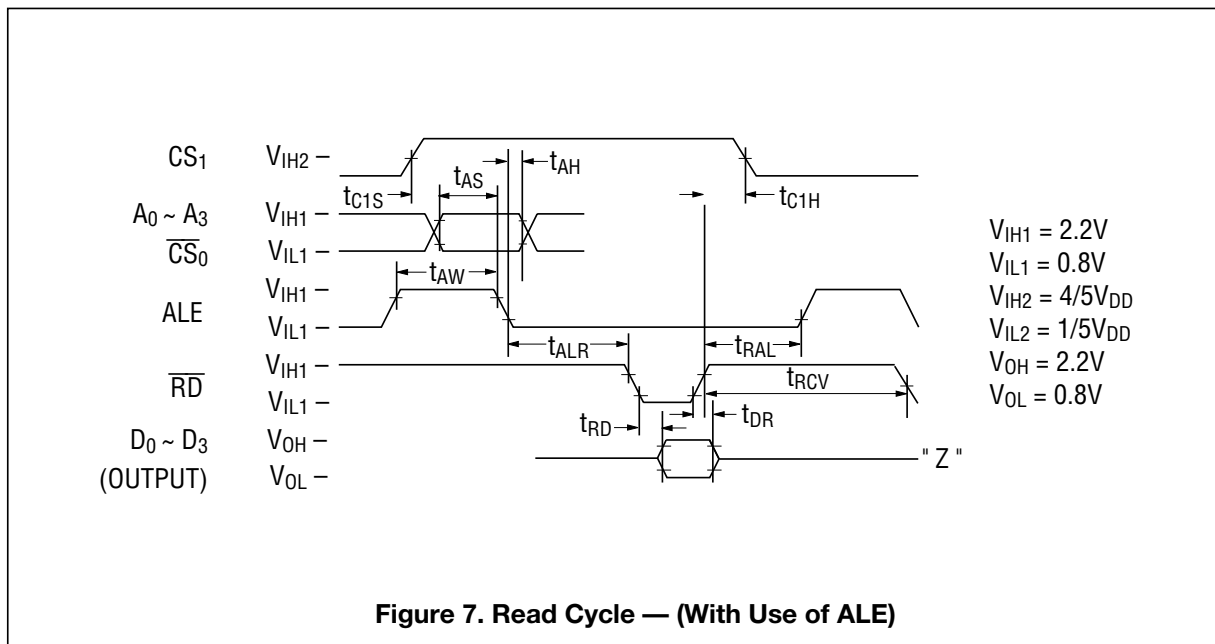 CS1 VIH2 –
tC1S tAS tAH tC1H
A0 ~ A3 VIH1 –
CS0 VIL1 –
tAW
ALE VIH1 –
VIL1 –
tALR tRAL
RD VIH1 –
VIL1 –
tRCV
tRD tDR
D0 ~ D3 VOH –
(OUTPUT) VOL –
" Z "
VIH1 = 2.2V
VIL1 = 0.8V
VIH2 = 4/5VDD
VIL2 = 1/5VDD
VOH = 2.2V
VOL = 0.8V
Figure 7. Read Cycle — (With Use of ALE)